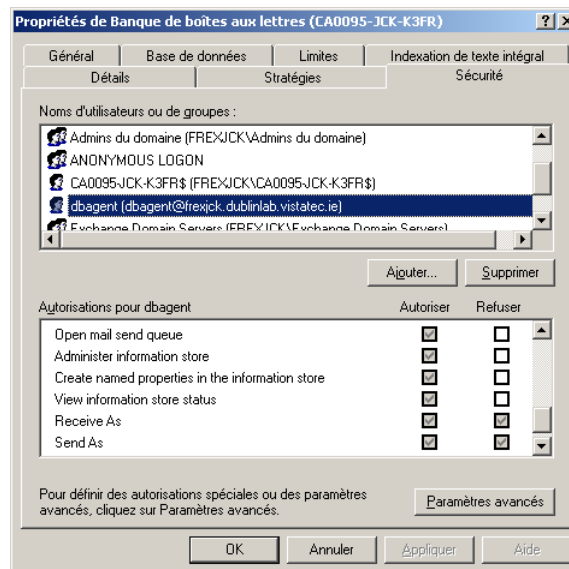 Propriétés de Banque de boîtes aux lettres (CA0095-JCK-K3FR)
Général Base de données Limites Indexation de texte intégral
Détails Stratégies Sécurité
Noms d'utilisateurs ou de groupes :
Admins du domaine (FREXJCK\Admins du domaine)
ANONYMOUS LOGON
CA0095-JCK-K3FR$ (FREXJCK\CA0095-JCK-K3FR$)
dbagent (dbagent@frexjck.dublinlab.vistatec.ie)
Exchange Domain Servers (FREXJCK\Exchange Domain Servers)
Ajouter... Supprimer
Autorisations pour dbagent Autoriser Refuser
Open mail send queue
Administer information store
Create named properties in the information store
View information store status
Receive As
Send As
Pour définir des autorisations spéciales ou des paramètres
avancés, cliquez sur Paramètres avancés.
Paramètres avancés
OK Annuler Appliquer Aide